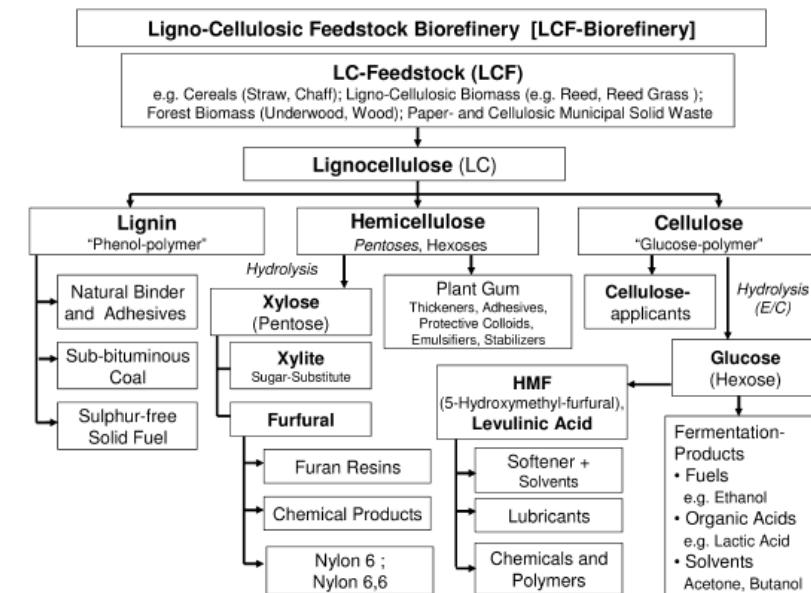 Ligno-Cellulosic Feedstock Biorefinery [LCF-Biorefinery]
LC-Feedstock (LCF)
e.g. Cereals (Straw, Chaff); Ligno-Cellulosic Biomass (e.g. Reed, Reed Grass );
Forest Biomass (Underwood, Wood); Paper- and Cellulosic Municipal Solid Waste
Lignocellulose (LC)
Lignin
“Phenol-polymer”
Hemicellulose
Pentoses, Hexoses
Cellulose
“Glucose-polymer”
Natural Binder
and Adhesives
Sub-bituminous
Coal
Sulphur-free
Solid Fuel
Hydrolysis
Xylose
(Pentose)
Xylite
Sugar-Substitute
Furfural
Furan Resins
Chemical Products
Nylon 6 ;
Nylon 6,6
Plant Gum
Thickeners, Adhesives,
Protective Colloids,
Emulsifiers, Stabilizers
Cellulose-
applicants
Hydrolysis
(E/C)
Glucose
(Hexose)
HMF
(5-Hydroxymethyl-furfural),
Levulinic Acid
Softener +
Solvents
Lubricants
Chemicals and
Polymers
Fermentation-
Products
• Fuels
e.g. Ethanol
• Organic Acids
e.g. Lactic Acid
• Solvents
Acetone, Butanol